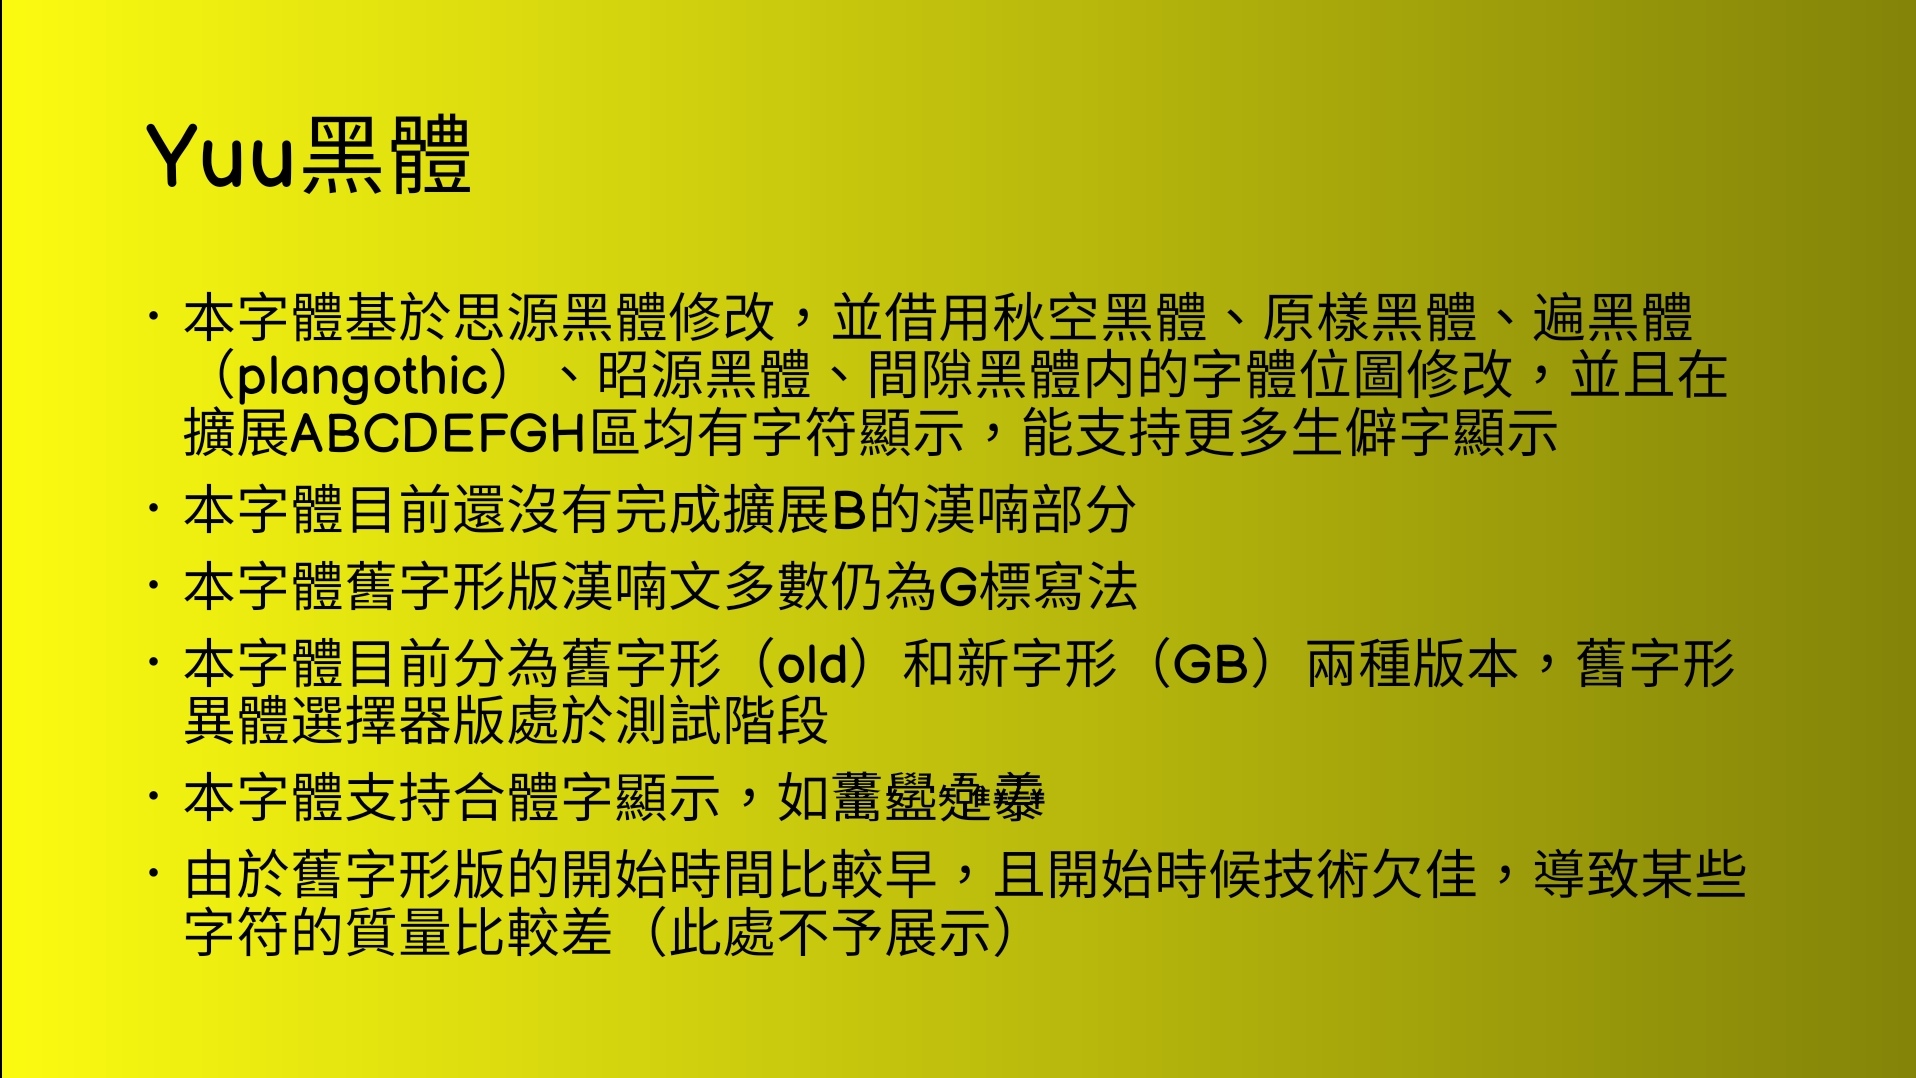 Yuu黑體
· 本字體基於思源黑體修改，並借用秋空黑體、原樣黑體、遍黑體
（plangothic）、昭源黑體、間隙黑體内的字體位圖修改，並且在
擴展ABCDEFGH區均有字符顯示，能支持更多生僻字顯示
· 本字體目前還沒有完成擴展B的漢喃部分
· 本字體舊字形版漢喃文多數仍為G標寫法
· 本字體目前分為舊字形（old）和新字形（GB）兩種版本，舊字形
異體選擇器版處於測試階段
· 本字體支持合體字顯示，如
· 由於舊字形版的開始時間比較早，且開始時候技術欠佳，導致某些
字符的質量比較差（此處不予展示）